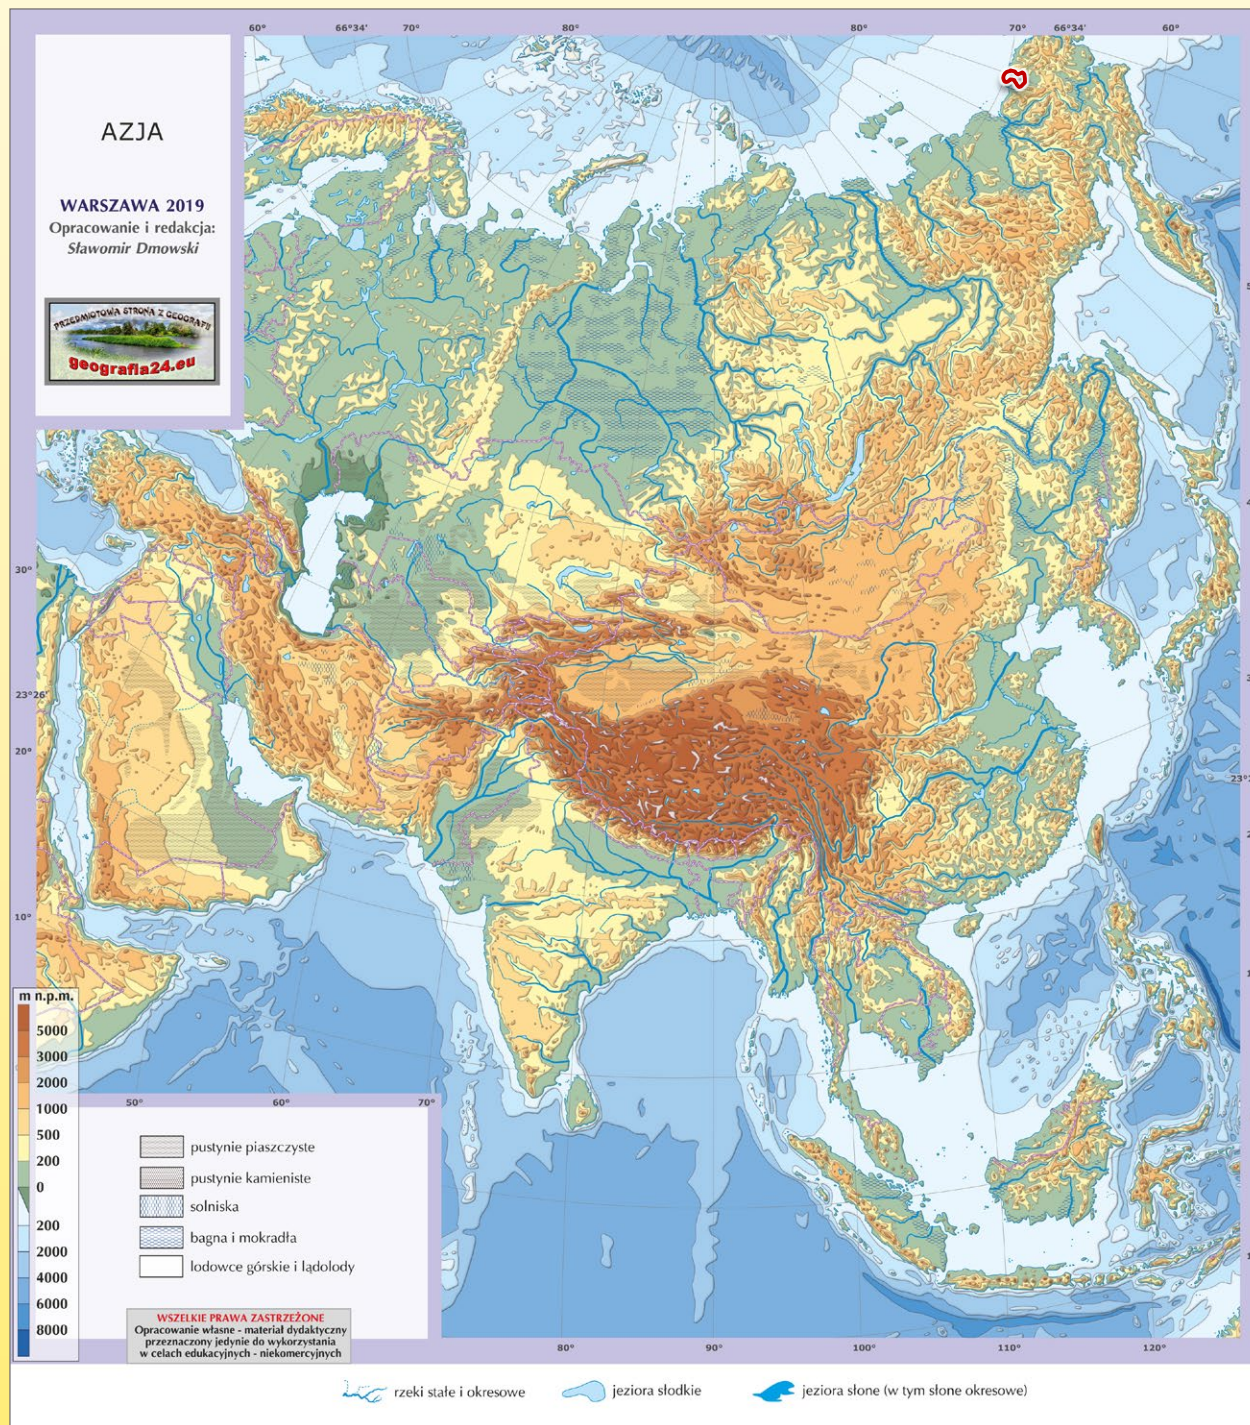 60° 66°34' 70° 80° 80° 70° 66°34' 60°
AZJA
WARSZAWA 2019
Opracowanie i redakcja:
Sławomir Dmowski
PRZEDMIOTOWA STRONA Z GEOGRAFII
geografia24.eu
30°
23°26'
20°
10°
m n.p.m.
5000
3000
2000
1000
500
200
0
200
2000
4000
6000
8000
50° 60° 70°
pustynie piaszczyste
pustynie kamieniste
solniska
bagna i mokradła
lodowce górskie i lądolody
WSZELKIE PRAWA ZASTRZEŻONE
Opracowanie własne - materiał dydaktyczny
przeznaczony jedynie do wykorzystania
w celach edukacyjnych - niekomercyjnych
80° 90° 100° 110° 120°
rzeki stałe i okresowe jeziora słodkie jeziora słone (w tym słone okresowe)